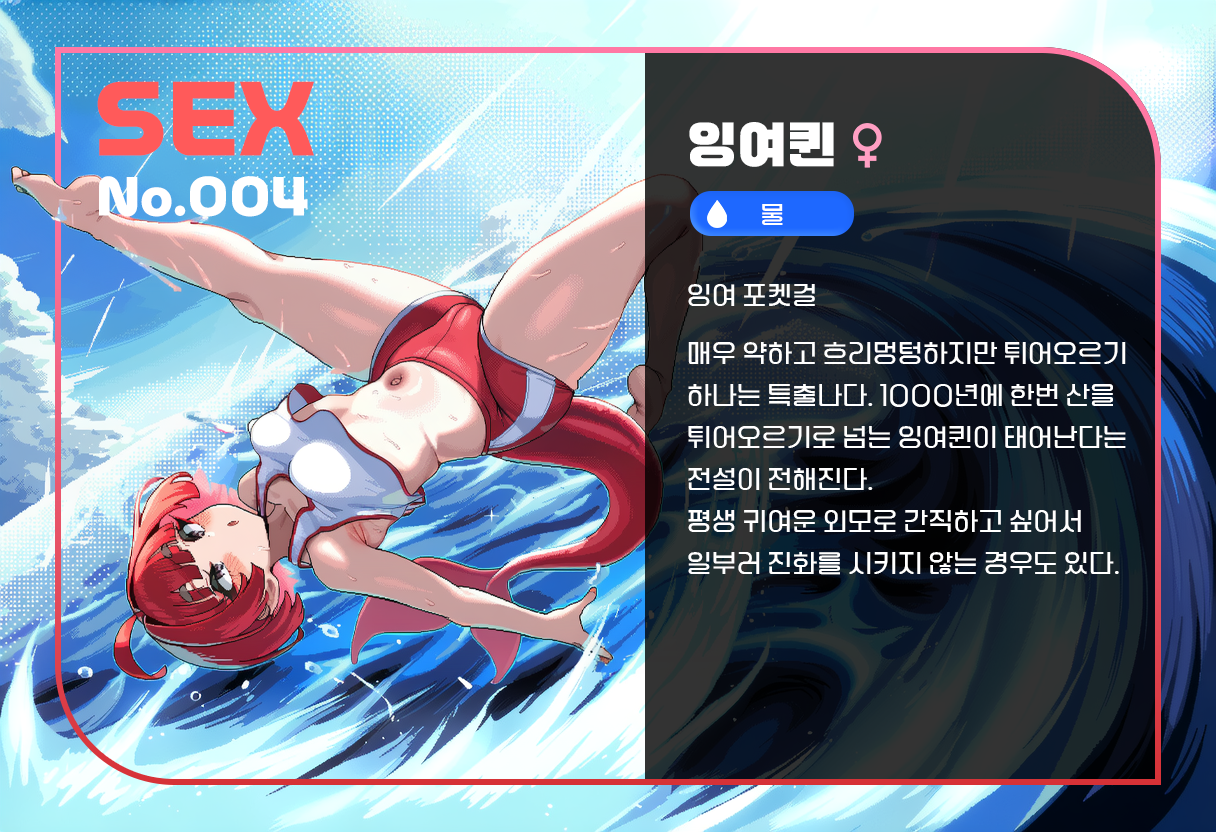 SEX
No.004
잉여퀸 ♀
물
잉여 포켓걸
매우 약하고 흐리멍텅하지만 튀어오르기
하나는 특출나다. 1000년에 한번 산을
튀어오르기로 넘는 잉여퀸이 태어난다는
전설이 전해진다.
평생 귀여운 외모로 간직하고 싶어서
일부러 진화를 시키지 않는 경우도 있다.